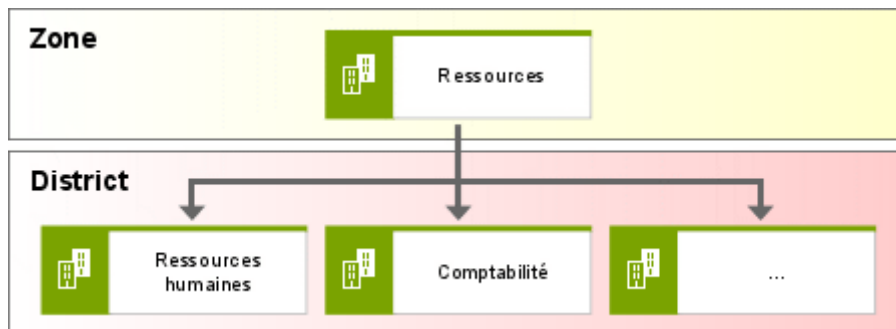 Zone
Ressources
District
Ressources
humaines
Comptabilité
...